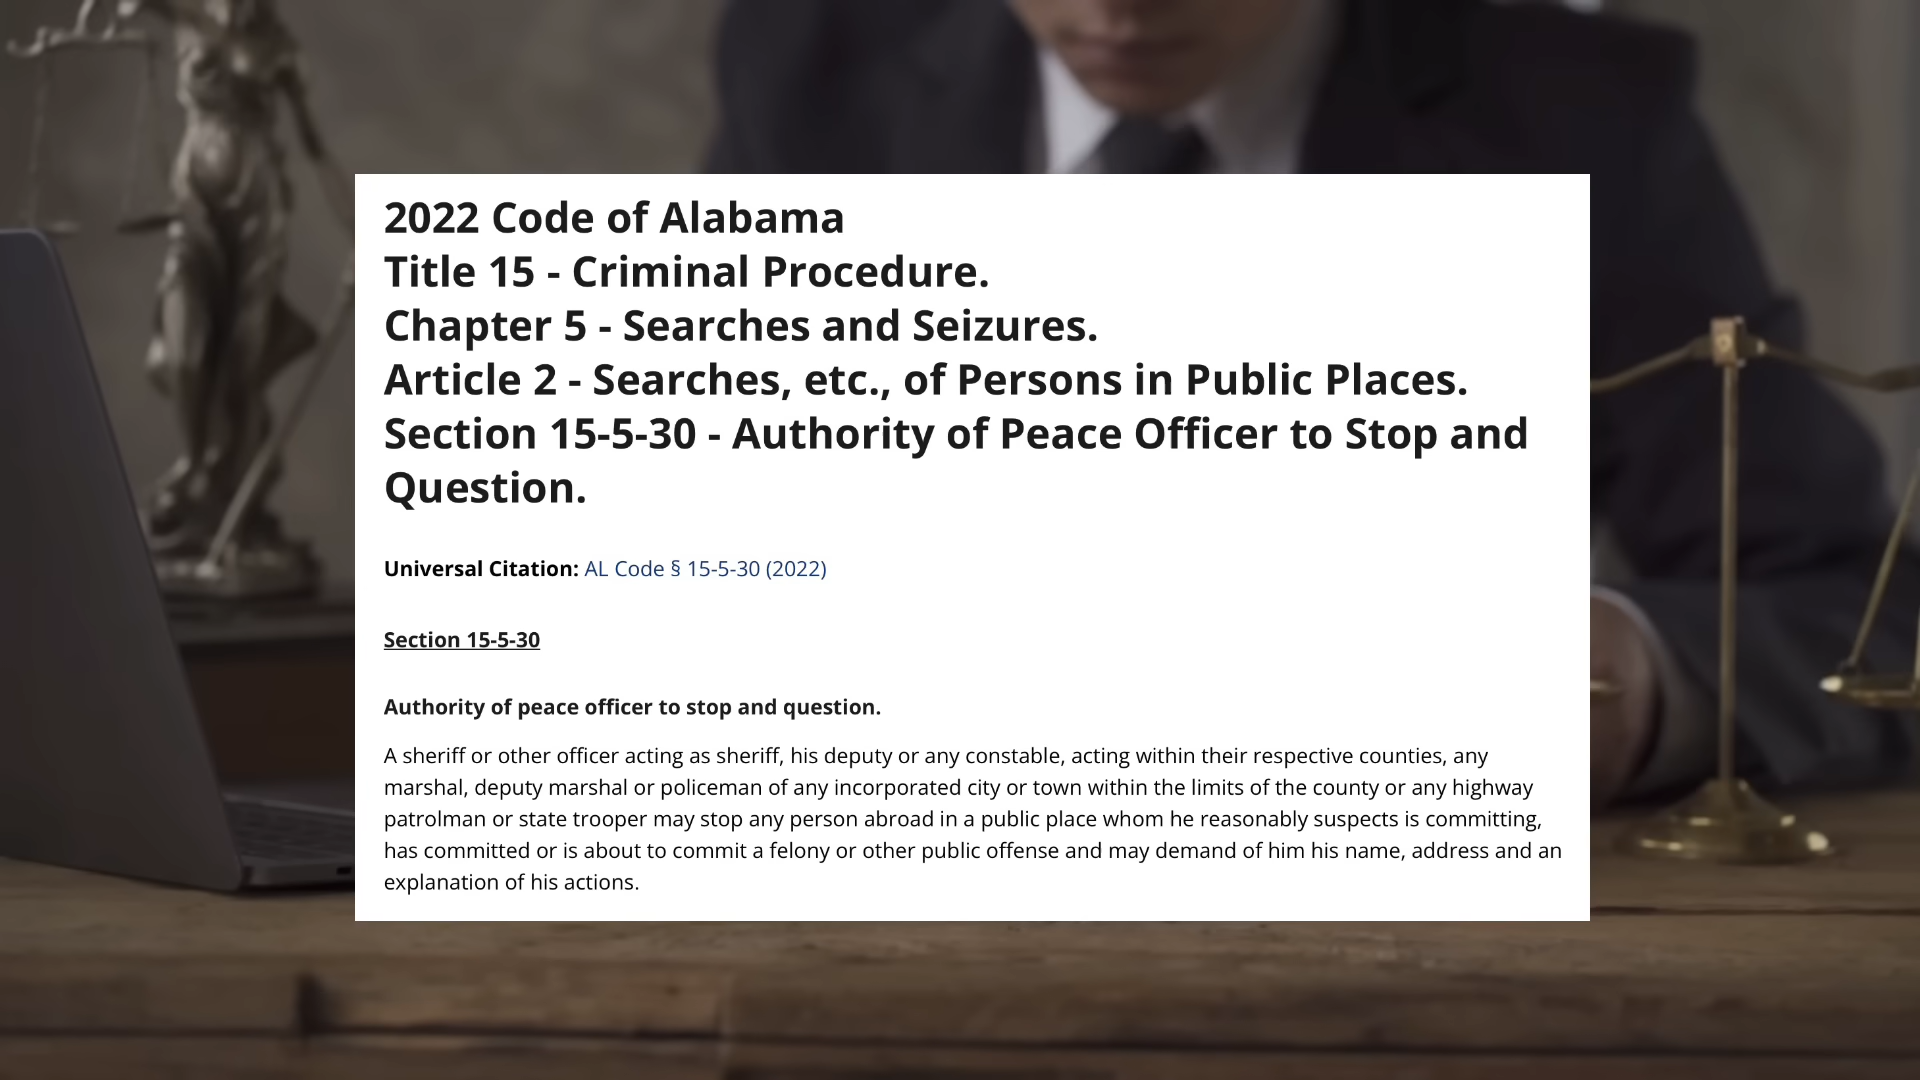 2022 Code of Alabama
Title 15 - Criminal Procedure.
Chapter 5 - Searches and Seizures.
Article 2 - Searches, etc., of Persons in Public Places.
Section 15-5-30 - Authority of Peace Officer to Stop and
Question.
Universal Citation: AL Code § 15-5-30 (2022)
Section 15-5-30
Authority of peace officer to stop and question.
A sheriff or other officer acting as sheriff, his deputy or any constable, acting within their respective counties, any
marshal, deputy marshal or policeman of any incorporated city or town within the limits of the county or any highway
patrolman or state trooper may stop any person abroad in a public place whom he reasonably suspects is committing,
has committed or is about to commit a felony or other public offense and may demand of him his name, address and an
explanation of his actions.